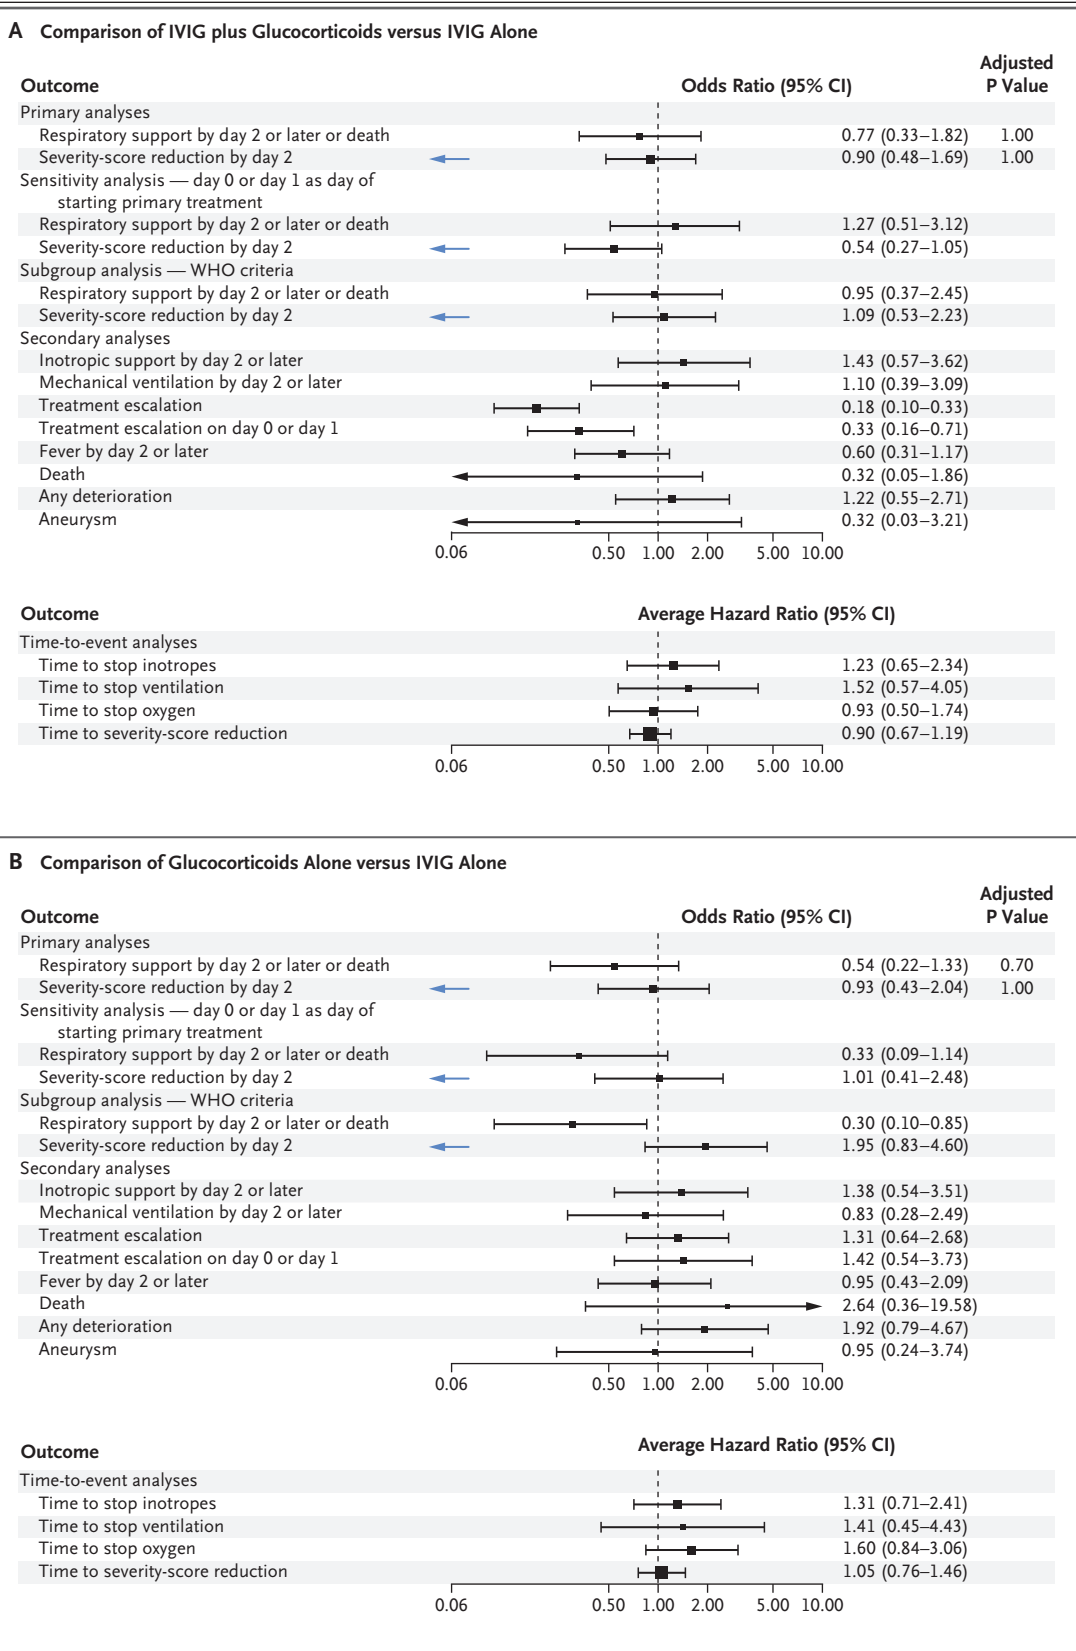 A Comparison of IVIG plus Glucocorticoids versus IVIG Alone
Outcome Odds Ratio (95% CI) Adjusted P Value
Primary analyses
Respiratory support by day 2 or later or death 0.77 (0.33–1.82) 1.00
Severity-score reduction by day 2 0.90 (0.48–1.69) 1.00
Sensitivity analysis — day 0 or day 1 as day of
starting primary treatment
Respiratory support by day 2 or later or death 1.27 (0.51–3.12)
Severity-score reduction by day 2 0.54 (0.27–1.05)
Subgroup analysis — WHO criteria
Respiratory support by day 2 or later or death 0.95 (0.37–2.45)
Severity-score reduction by day 2 1.09 (0.53–2.23)
Secondary analyses
Inotropic support by day 2 or later 1.43 (0.57–3.62)
Mechanical ventilation by day 2 or later 1.10 (0.39–3.09)
Treatment escalation 0.18 (0.10–0.33)
Treatment escalation on day 0 or day 1 0.33 (0.16–0.71)
Fever by day 2 or later 0.60 (0.31–1.17)
Death 0.32 (0.05–1.86)
Any deterioration 1.22 (0.55–2.71)
Aneurysm 0.32 (0.03–3.21)
0.06 0.50 1.00 2.00 5.00 10.00
Outcome Average Hazard Ratio (95% CI)
Time-to-event analyses
Time to stop inotropes 1.23 (0.65–2.34)
Time to stop ventilation 1.52 (0.57–4.05)
Time to stop oxygen 0.93 (0.50–1.74)
Time to severity-score reduction 0.90 (0.67–1.19)
0.06 0.50 1.00 2.00 5.00 10.00
B Comparison of Glucocorticoids Alone versus IVIG Alone
Outcome Odds Ratio (95% CI) Adjusted P Value
Primary analyses
Respiratory support by day 2 or later or death 0.54 (0.22–1.33) 0.70
Severity-score reduction by day 2 0.93 (0.43–2.04) 1.00
Sensitivity analysis — day 0 or day 1 as day of
starting primary treatment
Respiratory support by day 2 or later or death 0.33 (0.09–1.14)
Severity-score reduction by day 2 1.01 (0.41–2.48)
Subgroup analysis — WHO criteria
Respiratory support by day 2 or later or death 0.30 (0.10–0.85)
Severity-score reduction by day 2 1.95 (0.83–4.60)
Secondary analyses
Inotropic support by day 2 or later 1.38 (0.54–3.51)
Mechanical ventilation by day 2 or later 0.83 (0.28–2.49)
Treatment escalation 1.31 (0.64–2.68)
Treatment escalation on day 0 or day 1 1.42 (0.54–3.73)
Fever by day 2 or later 0.95 (0.43–2.09)
Death 2.64 (0.36–19.58)
Any deterioration 1.92 (0.79–4.67)
Aneurysm 0.95 (0.24–3.74)
0.06 0.50 1.00 2.00 5.00 10.00
Outcome Average Hazard Ratio (95% CI)
Time-to-event analyses
Time to stop inotropes 1.31 (0.71–2.41)
Time to stop ventilation 1.41 (0.45–4.43)
Time to stop oxygen 1.60 (0.84–3.06)
Time to severity-score reduction 1.05 (0.76–1.46)
0.06 0.50 1.00 2.00 5.00 10.00